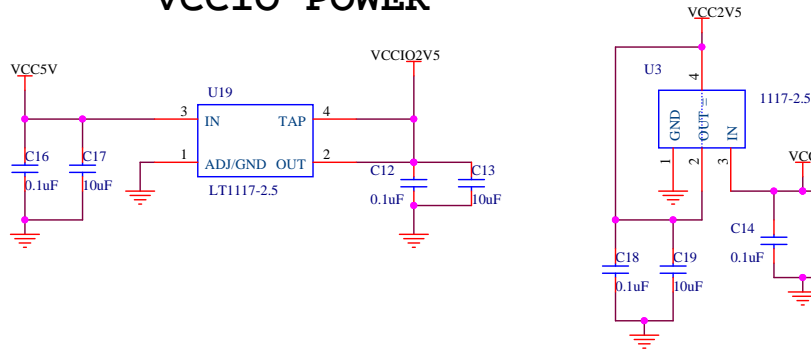 VCCIO POWER
VCC5V
VCCIO2V5
U19
3
IN
TAP
4
1
ADJ/GND
OUT
2
LT1117-2.5
C16
0.1uF
C17
10uF
C12
0.1uF
C13
10uF
VCC2V5
U3
4
1117-2.5
GND
OUT
IN
1
2
3
C14
0.1uF
C18
0.1uF
C19
10uF